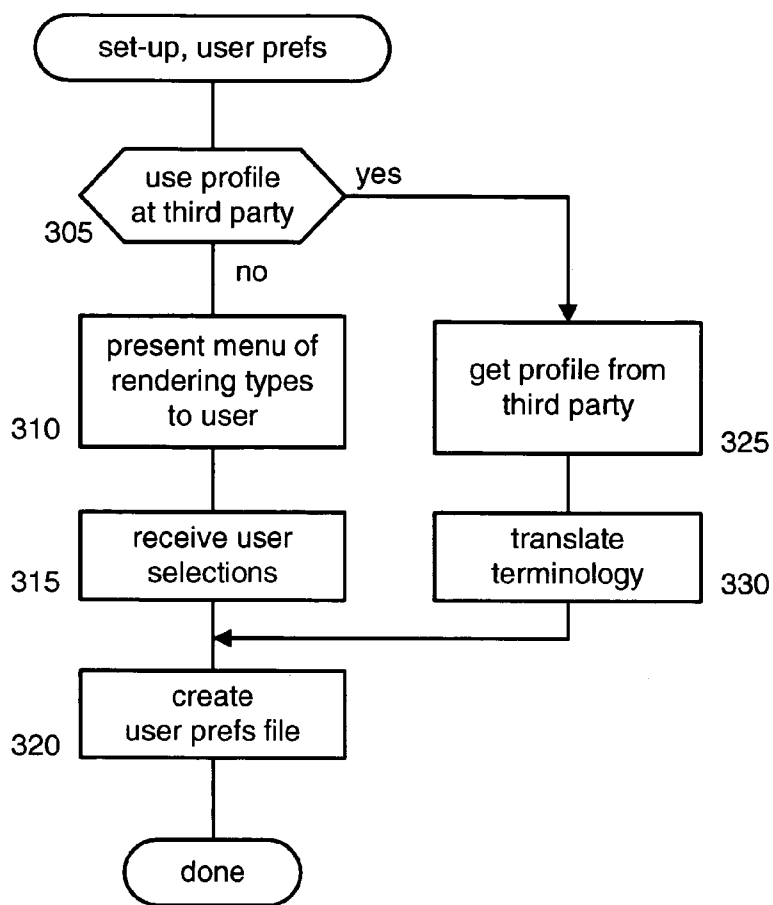 set-up, user prefs
use profile
at third party
yes
305
no
present menu of
rendering types
to user
310
get profile from
third party
325
receive user
selections
315
translate
terminology
330
create
user prefs file
320
done